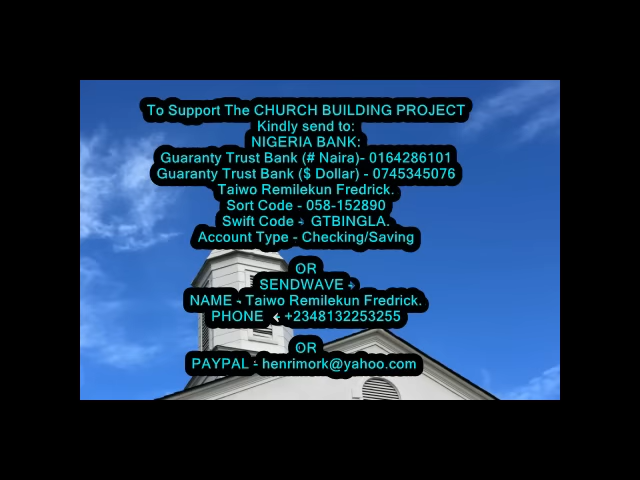 To Support The CHURCH BUILDING PROJECT
Kindly send to:
NIGERIA BANK:
Guaranty Trust Bank (# Naira)- 0164286101
Guaranty Trust Bank ($ Dollar) - 0745345076
Taiwo Remilekun Fredrick.
Sort Code - 058-152890
Swift Code - GTBINGLA.
Account Type - Checking/Saving
OR
SENDWAVE -
NAME - Taiwo Remilekun Fredrick.
PHONE - +2348132253255
OR
PAYPAL - henrimork@yahoo.com